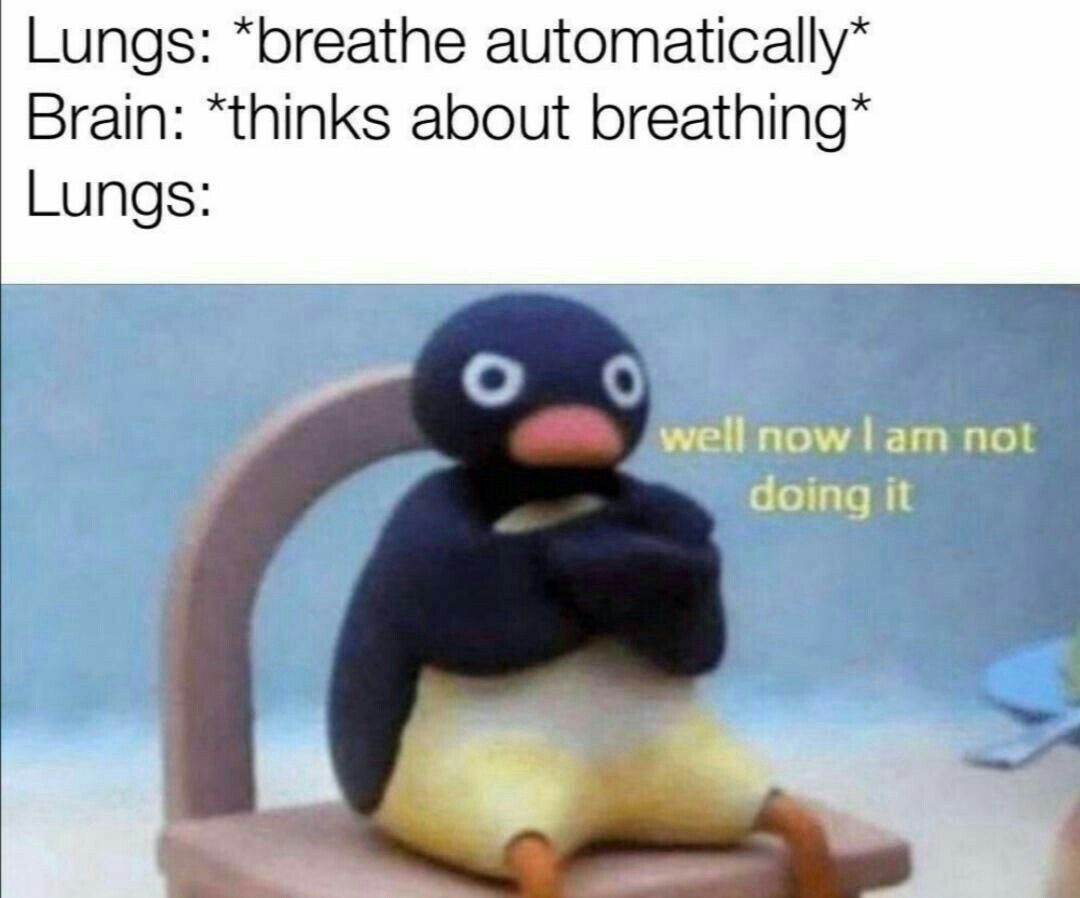 Lungs: *breathe automatically*
Brain: *thinks about breathing*
Lungs:
well now I am not
doing it